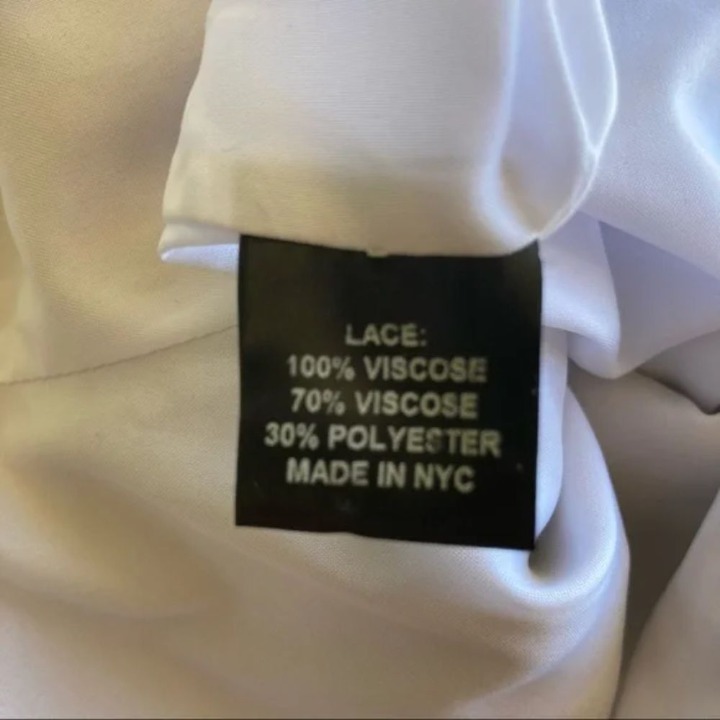 LACE:
100% VISCOSE
70% VISCOSE
30% POLYESTER
MADE IN NYC